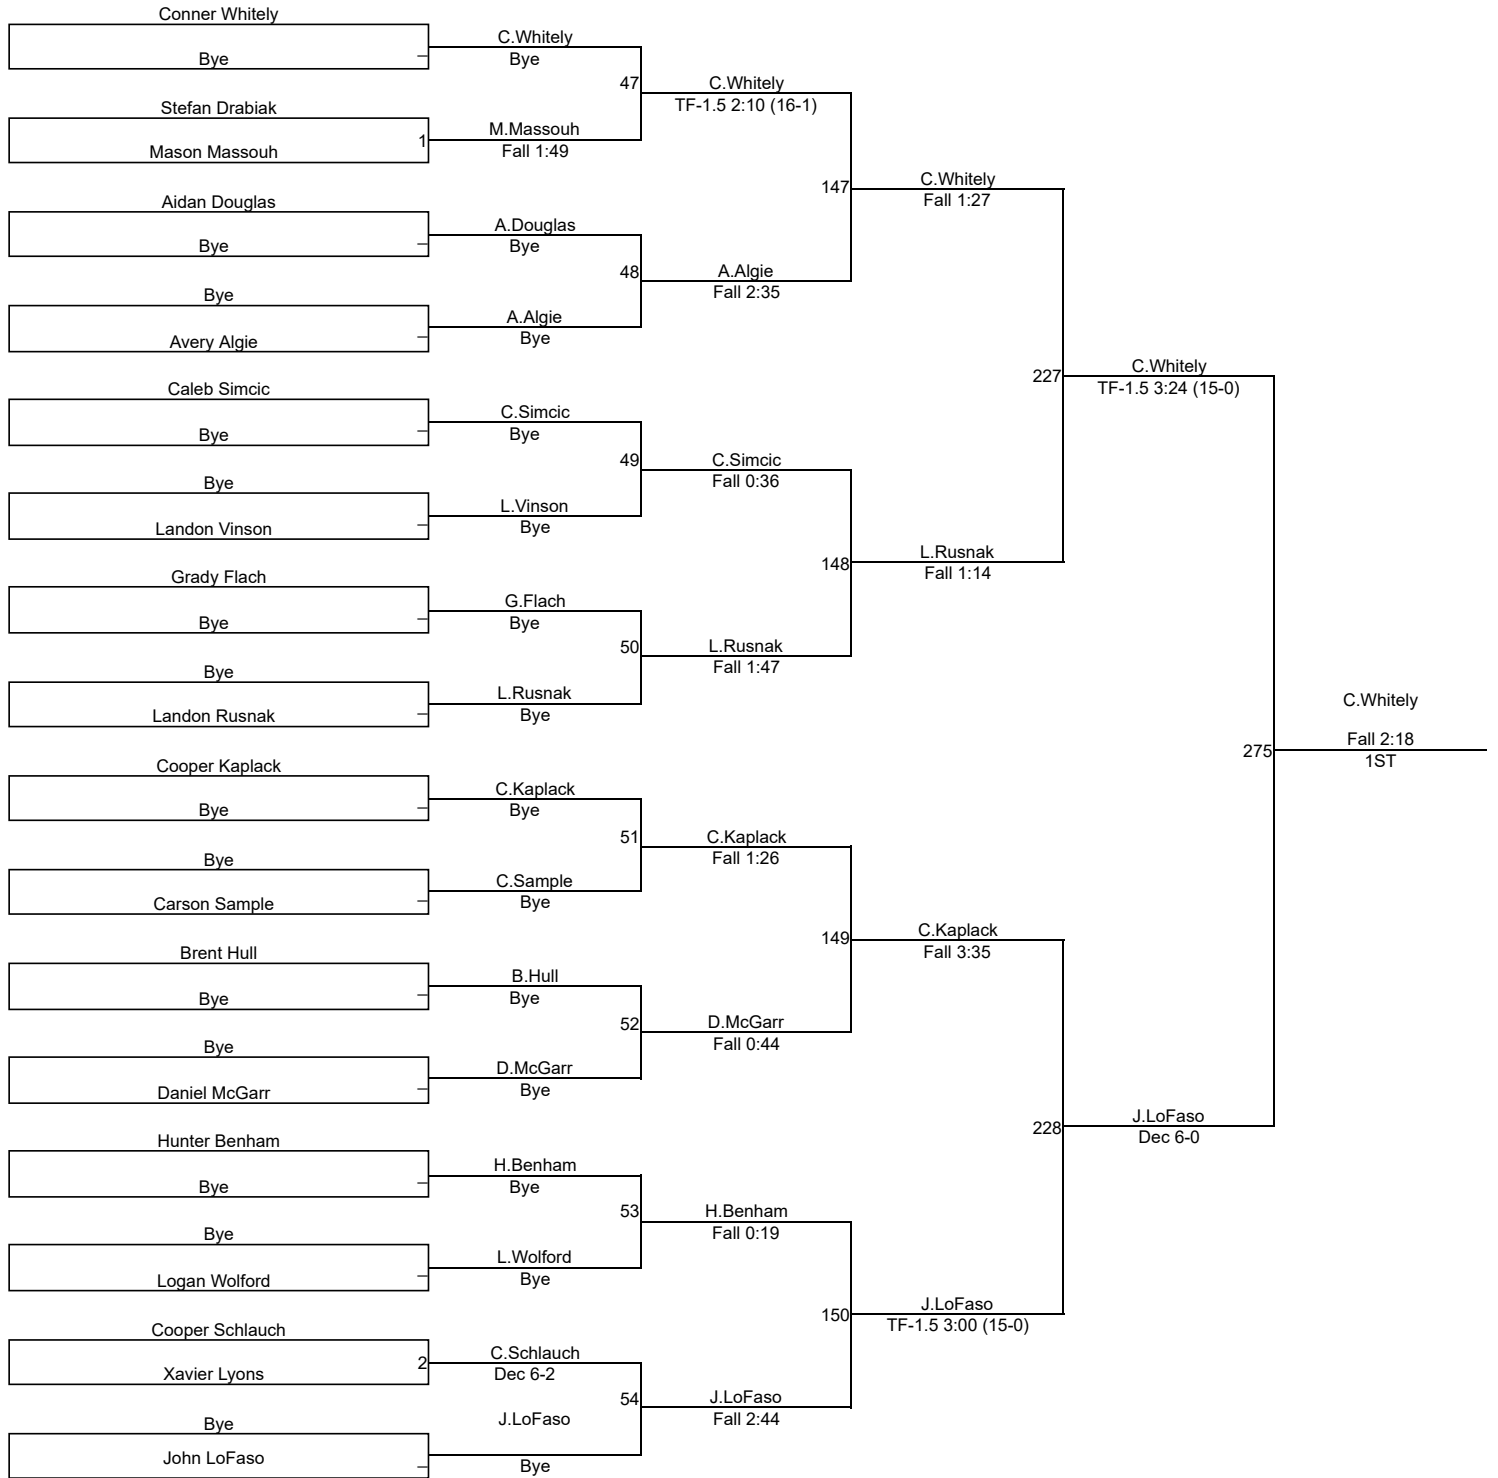 Conner Whitely
Bye
Stefan Drabiak
1
Mason Massouh
Aidan Douglas
Bye
Bye
Avery Algie
Caleb Simcic
Bye
Bye
Landon Vinson
Grady Flach
Bye
Bye
Landon Rusnak
Cooper Kaplack
Bye
Bye
Carson Sample
Brent Hull
Bye
Bye
Daniel McGarr
Hunter Benham
Bye
Bye
Logan Wolford
Cooper Schlauch
2
Xavier Lyons
Bye
John LoFaso
C.Whitely
Bye
47
M.Massouh
Fall 1:49
A.Douglas
Bye
48
A.Algie
Bye
C.Simcic
Bye
49
L.Vinson
Bye
G.Flach
Bye
50
L.Rusnak
Bye
C.Kaplack
Bye
51
C.Sample
Bye
B.Hull
Bye
52
D.McGarr
Bye
H.Benham
Bye
53
L.Wolford
Bye
C.Schlauch
Dec 6-2
54
J.LoFaso
Bye
C.Whitely
TF-1.5 2:10 (16-1)
147
A.Algie
Fall 2:35
C.Simcic
Fall 0:36
148
L.Rusnak
Fall 1:47
C.Kaplack
Fall 1:26
149
D.McGarr
Fall 0:44
H.Benham
Fall 0:19
150
J.LoFaso
Fall 2:44
C.Whitely
Fall 1:27
227
L.Rusnak
Fall 1:14
C.Kaplack
Fall 3:35
228
J.LoFaso
TF-1.5 3:00 (15-0)
C.Whitely
TF-1.5 3:24 (15-0)
275
J.LoFaso
Dec 6-0
C.Whitely
Fall 2:18
1ST